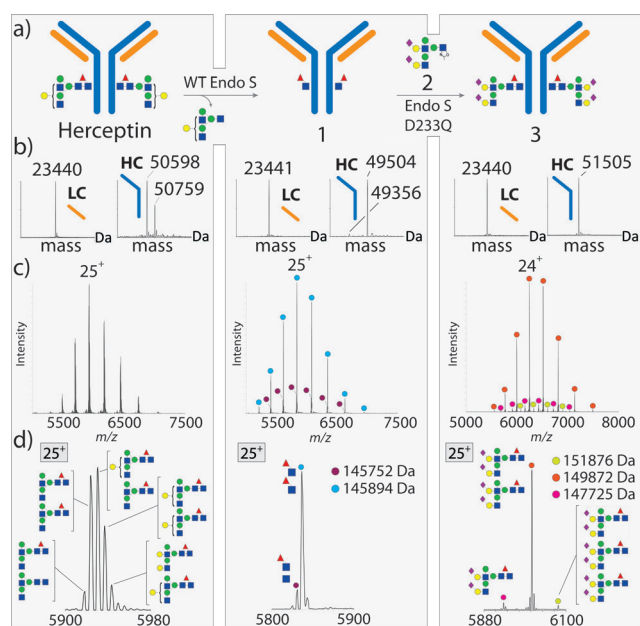 a)
Herceptin
WT Endo S
1
2
Endo S
D233Q
3
b)
23440
LC
mass
Da
HC
50598
50759
mass
Da
23441
LC
mass
Da
HC
49504
49356
mass
Da
23440
LC
mass
Da
HC
51505
mass
Da
c)
25+
Intensity
5500 6500 7500
m/z
25+
Intensity
5500 6500 7500
m/z
24+
Intensity
5000 6000 7000 8000
m/z
d)
25+
5900 5980
25+
145752 Da
145894 Da
5800 5900
25+
151876 Da
149872 Da
147725 Da
5880 6100